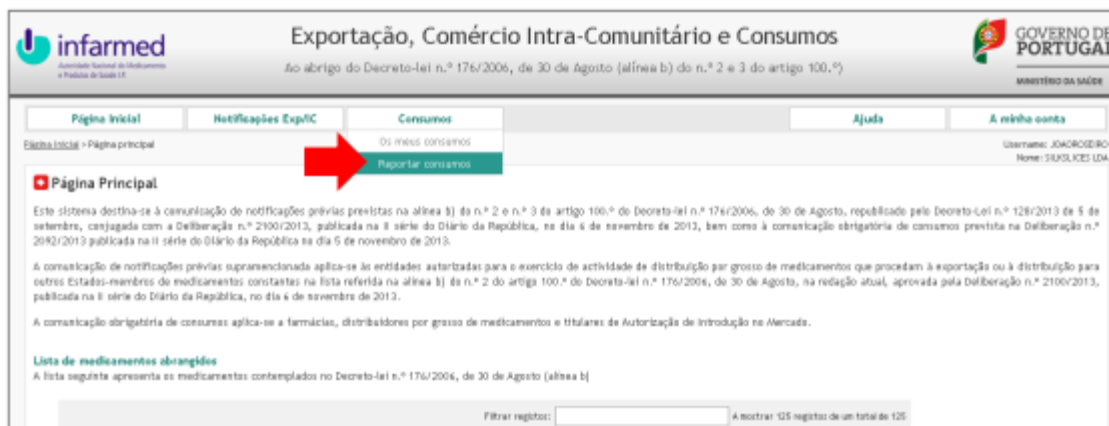 infarmed
Autoridade Nacional do Medicamento
e Produtos de Saúde I.P.
Exportação, Comércio Intra-Comunitário e Consumos
Ao abrigo do Decreto-lei n.º 176/2006, de 30 de Agosto (alínea b) do n.º 2 e 3 do artigo 100.º)
GOVERNO DE
PORTUGAL
MINISTÉRIO DA SAÚDE
Página Inicial
Notificações Exp/IC
Consumos
Ajuda
A minha conta
Os meus consumos
Reportar consumos
Página Inicial > Página principal
Username:
Nome:
Página Principal
Este sistema destina-se à comunicação de notificações prévias previstas na alínea b) do n.º 2 e n.º 3 do artigo 100.º do Decreto-lei n.º 176/2006, de 30 de Agosto, republicado pelo Decreto-Lei n.º 128/2013 de 5 de
setembro, conjugada com a Deliberação n.º 2100/2013, publicada na II série do Diário da República, no dia 6 de novembro de 2013, bem como à comunicação obrigatória de consumos prevista na Deliberação n.º
2092/2013 publicada na II série do Diário da República no dia 5 de novembro de 2013.
A comunicação de notificações prévias supramencionada aplica-se às entidades autorizadas para o exercício de actividade de distribuição por grosso de medicamentos que procedam à exportação ou à distribuição para
outros Estados-membros de medicamentos constantes na lista referida na alínea b) do n.º 2 do artigo 100.º do Decreto-lei n.º 176/2006, de 30 de Agosto, na redação atual, aprovada pela Deliberação n.º 2100/2013,
publicada na II série do Diário da República, no dia 6 de novembro de 2013.
A comunicação obrigatória de consumos aplica-se a farmácias, distribuidores por grosso de medicamentos e titulares de Autorização de Introdução no Mercado.
Lista de medicamentos abrangidos
A lista seguinte apresenta os medicamentos contemplados no Decreto-lei n.º 176/2006, de 30 de Agosto (alínea b)
Filtrar registos:
A mostrar 125 registos de um total de 125